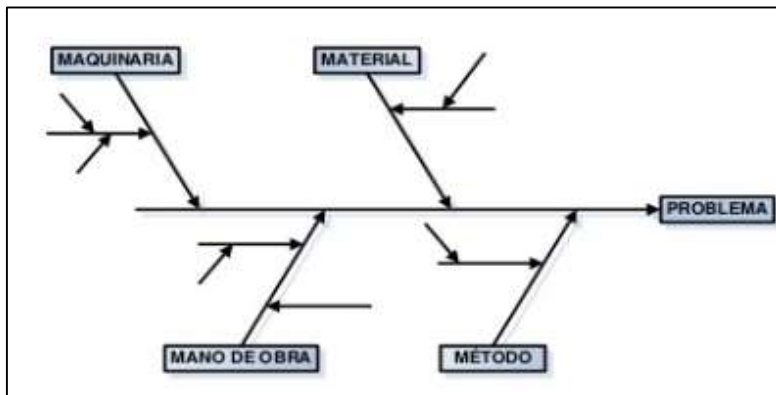 MAQUINARIA
MATERIAL
PROBLEMA
MANO DE OBRA
MÉTODO